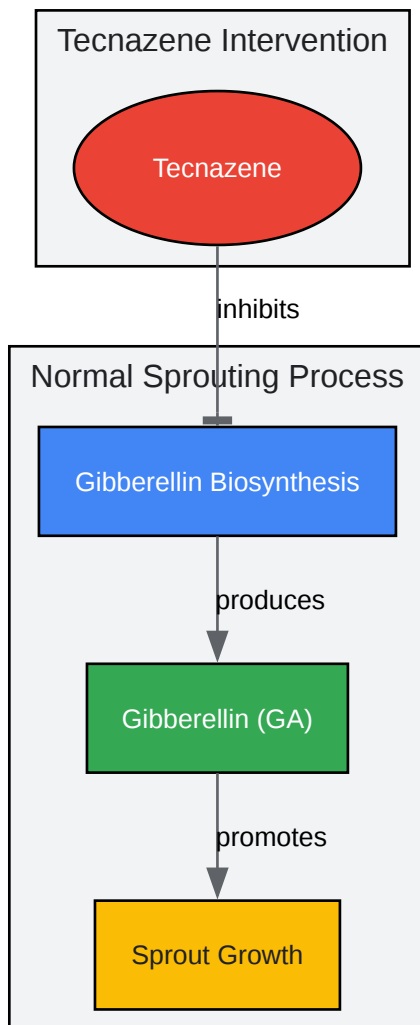 Tecnazene Intervention
Tecnazene
inhibits
Normal Sprouting Process
Gibberellin Biosynthesis
produces
Gibberellin (GA)
promotes
Sprout Growth